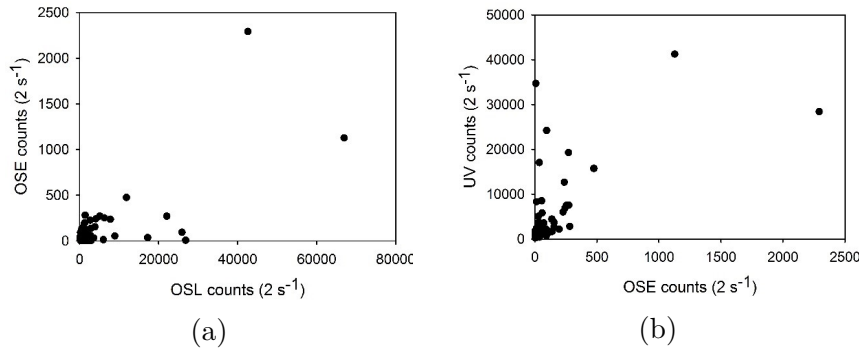 2500
2000
1500
1000
500
0
OSE counts (2 s⁻¹)
0 20000 40000 60000 80000
OSL counts (2 s⁻¹)
(a)
50000
40000
30000
20000
10000
0
UV counts (2 s⁻¹)
0 500 1000 1500 2000 2500
OSE counts (2 s⁻¹)
(b)